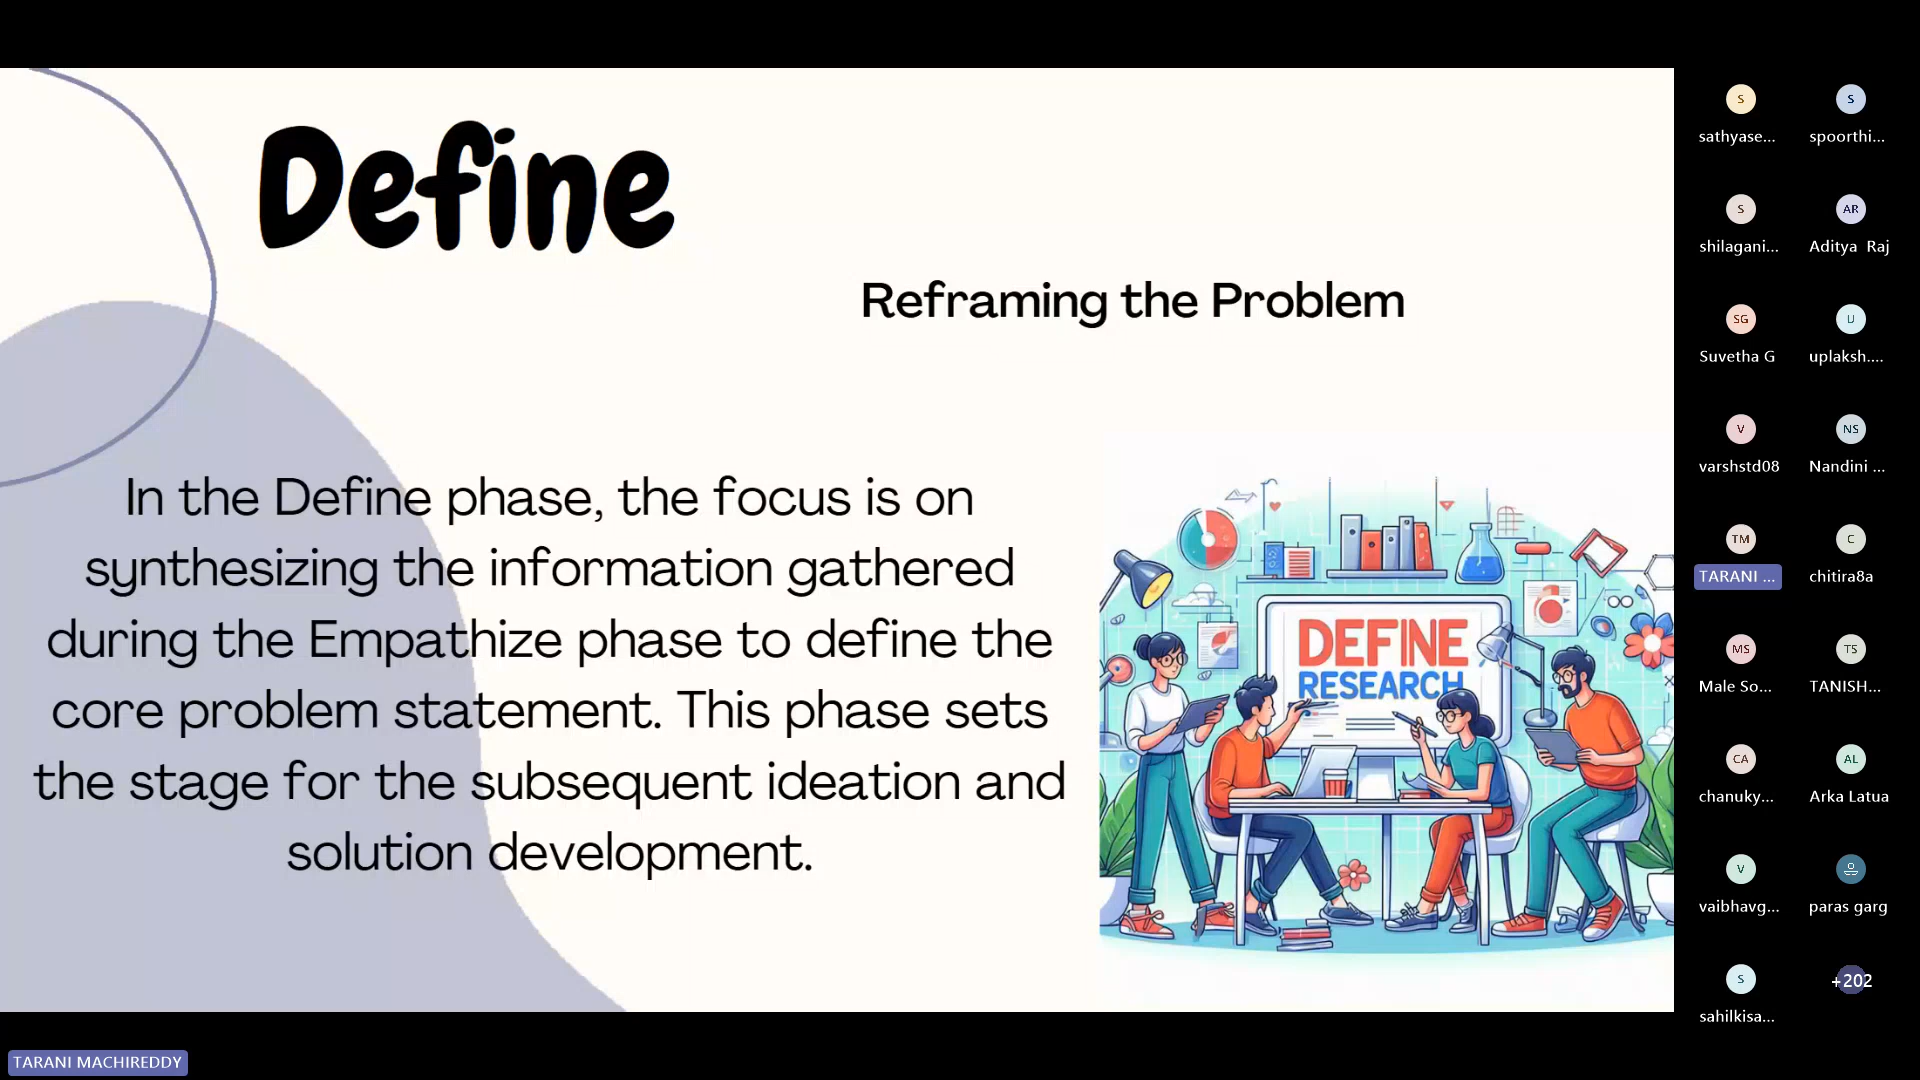 Define
Reframing the Problem
In the Define phase, the focus is on
synthesizing the information gathered
during the Empathize phase to define the
core problem statement. This phase sets
the stage for the subsequent ideation and
solution development.
DEFINE
RESEARCH
S
sathyase...
S
spoorthi...
S
shilagani...
AR
Aditya Raj
SG
Suvetha G
U
uplaksh....
V
varshstd08
NS
Nandini ...
TM
TARANI ...
C
chitira8a
MS
Male So...
TS
TANISH...
CA
chanuky...
AL
Arka Latua
V
vaibhavg...
paras garg
S
sahilkisa...
+202
TARANI MACHIREDDY